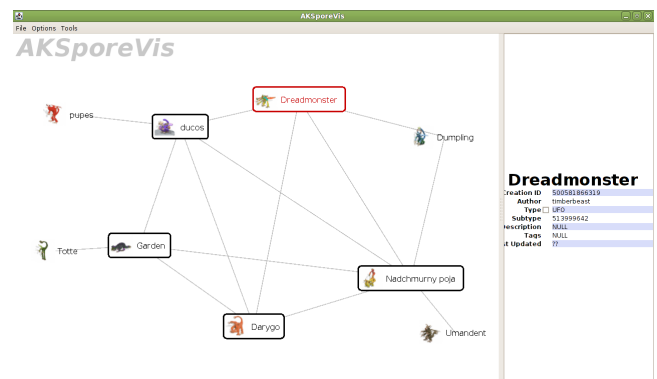 AKSporeVis
File Options Tools
AKSporeVis
Dreadmonster
pupes
ducos
Dumpling
Dreadmonster
Creation ID 500581866319
Author timberbeast
Type UFO
Subtype 513999642
Description NULL
Tags NULL
st Updated ??
Garden
Totte
Nadchmurny poja
Darygo
Umandent